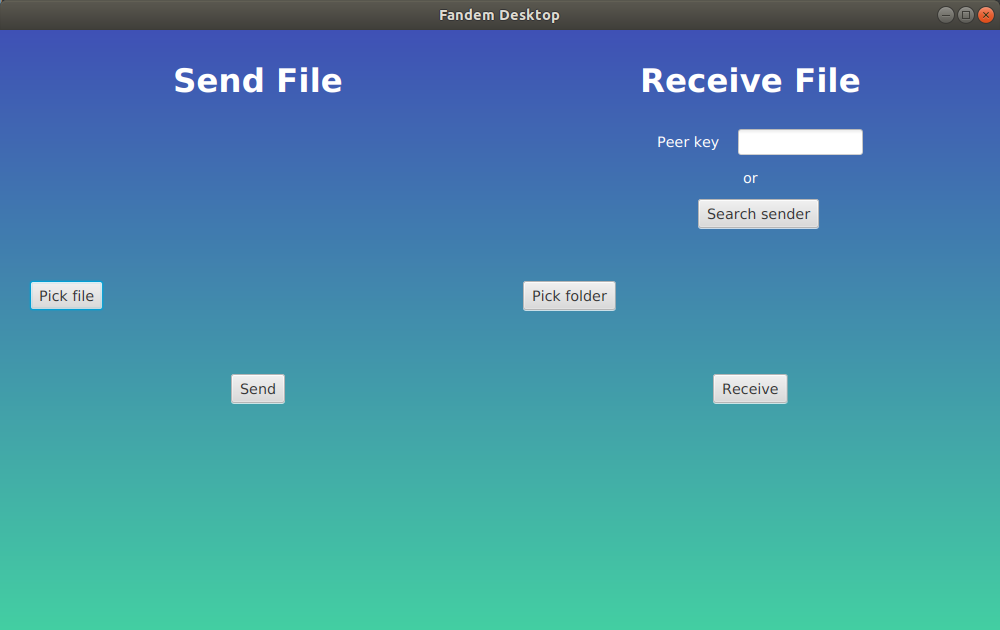 Fandem Desktop
Send File
Receive File
Peer key
or
Search sender
Pick file
Pick folder
Send
Receive